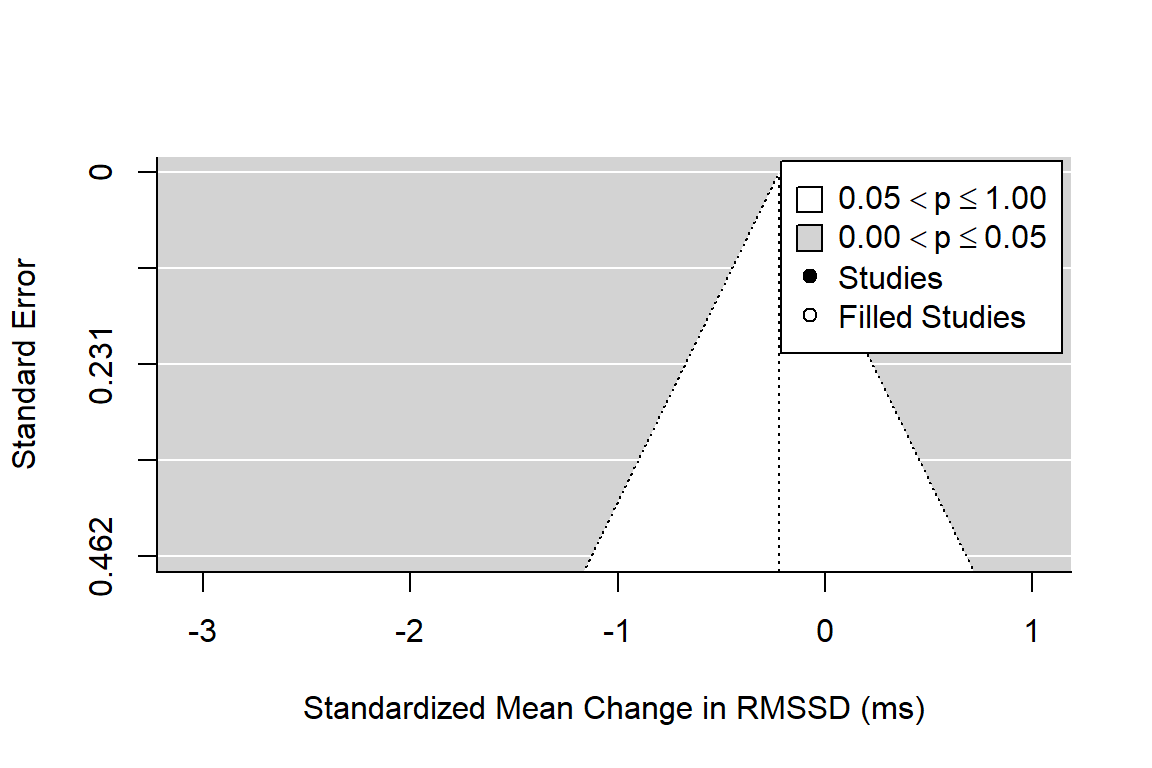 0.05 < p ≤ 1.00
0.00 < p ≤ 0.05
Studies
Filled Studies
Standard Error
0
0.231
0.462
-3
-2
-1
0
1
Standardized Mean Change in RMSSD (ms)